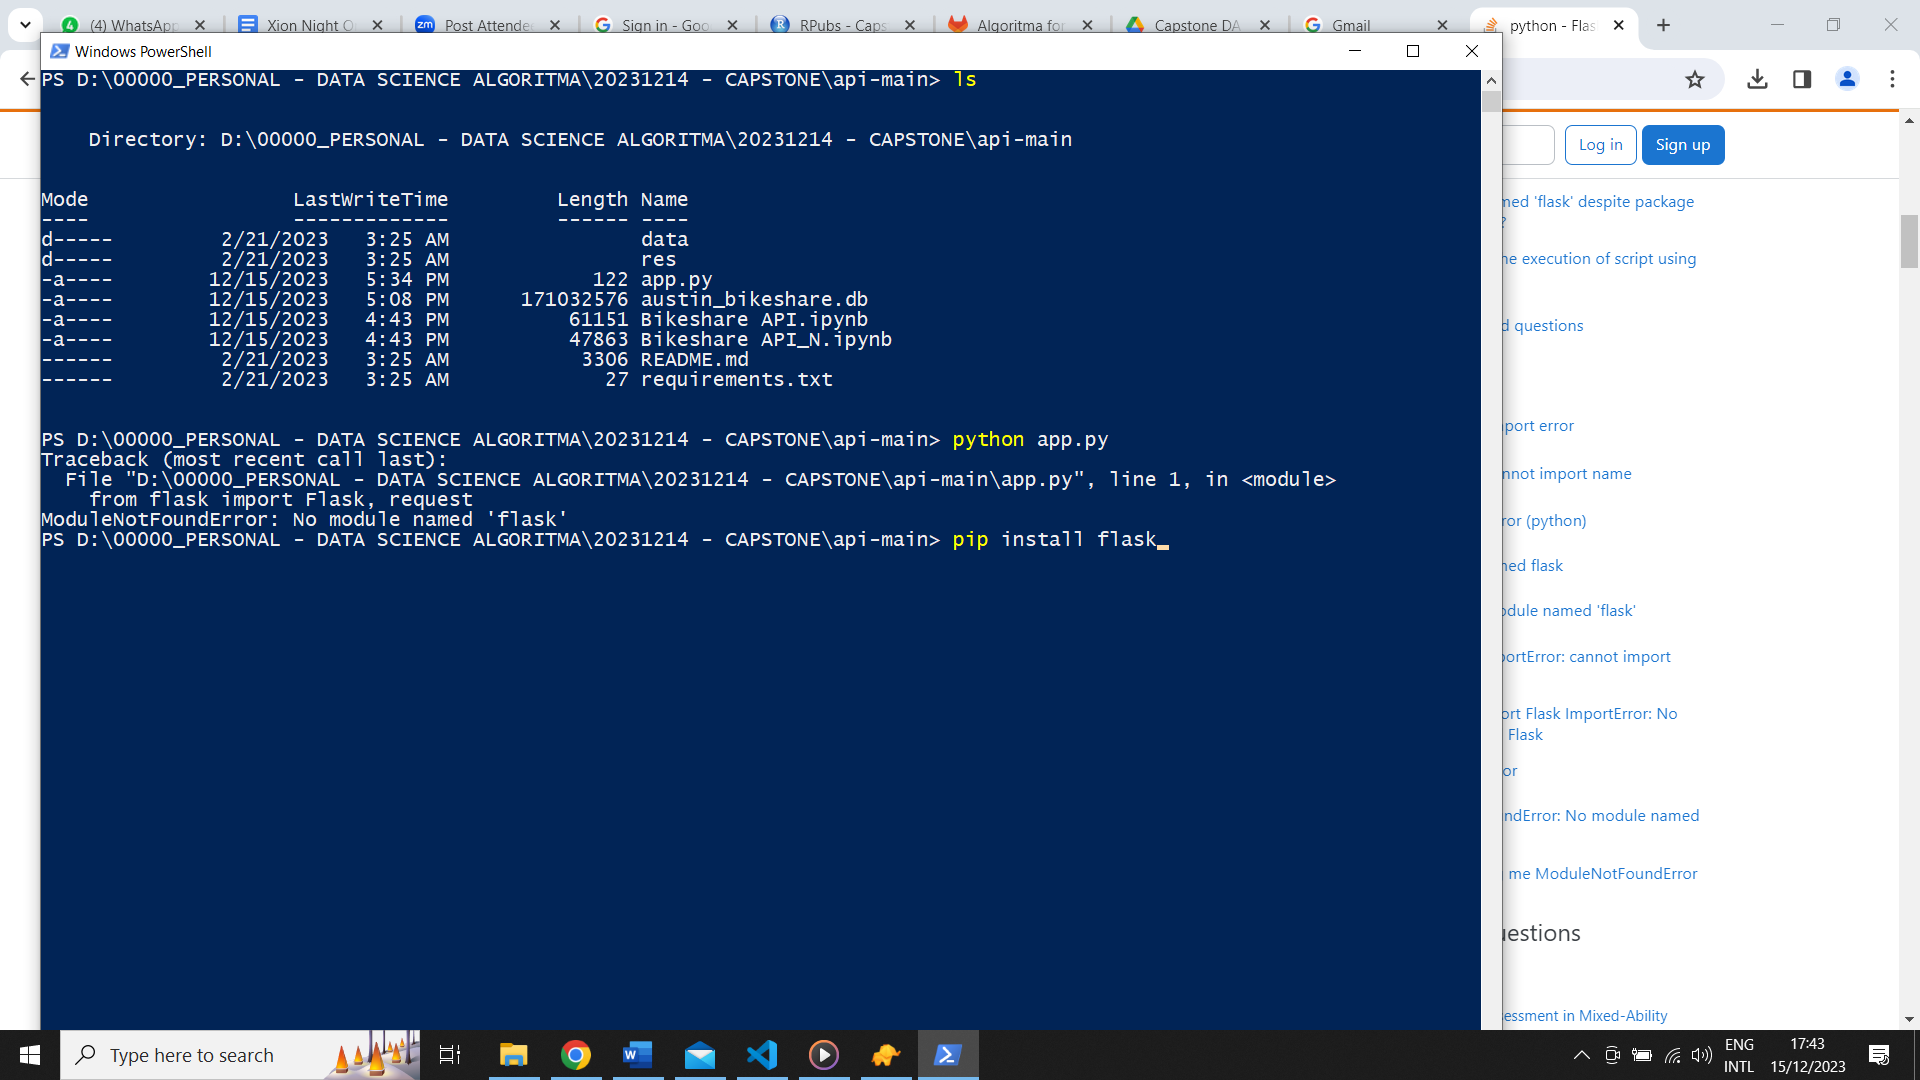 (4) WhatsApp
Xion Night O
Post Attende
Sign in - Goo
RPubs - Caps
Algoritma for
Capstone DA
Gmail
python - Flas
Windows PowerShell
PS D:\00000_PERSONAL - DATA SCIENCE ALGORITMA\20231214 - CAPSTONE\api-main> ls
Directory: D:\00000_PERSONAL - DATA SCIENCE ALGORITMA\20231214 - CAPSTONE\api-main
Mode LastWriteTime Length Name
---- ------------- ------ ----
d----- 2/21/2023 3:25 AM data
d----- 2/21/2023 3:25 AM res
-a---- 12/15/2023 5:34 PM 122 app.py
-a---- 12/15/2023 5:08 PM 171032576 austin_bikeshare.db
-a---- 12/15/2023 4:43 PM 61151 Bikeshare API.ipynb
-a---- 12/15/2023 4:43 PM 47863 Bikeshare API_N.ipynb
------ 2/21/2023 3:25 AM 3306 README.md
------ 2/21/2023 3:25 AM 27 requirements.txt
PS D:\00000_PERSONAL - DATA SCIENCE ALGORITMA\20231214 - CAPSTONE\api-main> python app.py
Traceback (most recent call last):
File "D:\00000_PERSONAL - DATA SCIENCE ALGORITMA\20231214 - CAPSTONE\api-main\app.py", line 1, in <module>
from flask import Flask, request
ModuleNotFoundError: No module named 'flask'
PS D:\00000_PERSONAL - DATA SCIENCE ALGORITMA\20231214 - CAPSTONE\api-main> pip install flask_
Log in
Sign up
med 'flask' despite package
?
he execution of script using
d questions
port error
nnot import name
ror (python)
ned flask
odule named 'flask'
portError: cannot import
ort Flask ImportError: No
Flask
or
ndError: No module named
me ModuleNotFoundError
uestions
essment in Mixed-Ability
Type here to search
ENG
INTL
17:43
15/12/2023